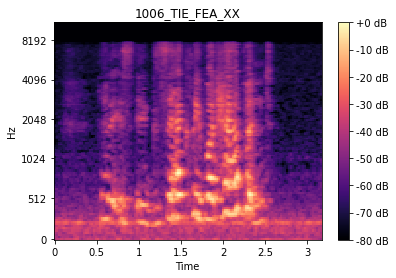 1006_TIE_FEA_XX
Hz
8192
4096
2048
1024
512
0
0 0.5 1 1.5 2 2.5 3
Time
+0 dB
-10 dB
-20 dB
-30 dB
-40 dB
-50 dB
-60 dB
-70 dB
-80 dB